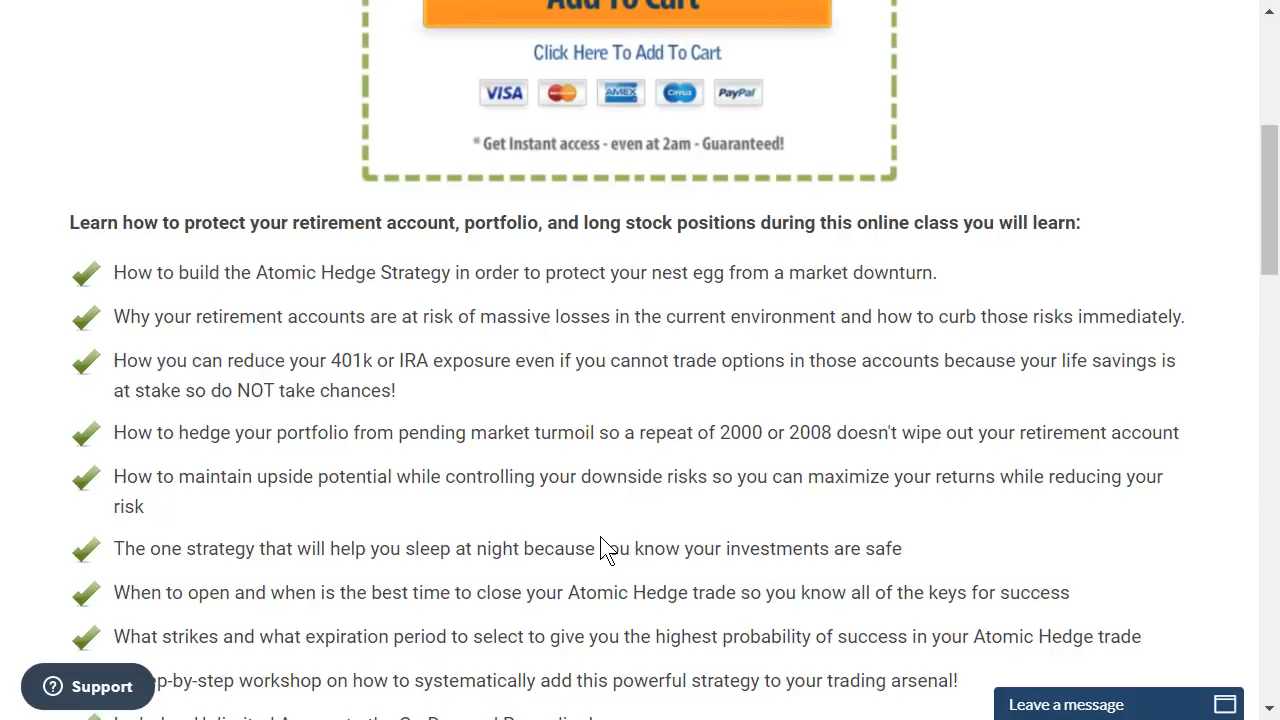 Add To Cart
Click Here To Add To Cart
VISA
AMEX
Cirrus
PayPal
* Get Instant access - even at 2am - Guaranteed!
Learn how to protect your retirement account, portfolio, and long stock positions during this online class you will learn:
How to build the Atomic Hedge Strategy in order to protect your nest egg from a market downturn.
Why your retirement accounts are at risk of massive losses in the current environment and how to curb those risks immediately.
How you can reduce your 401k or IRA exposure even if you cannot trade options in those accounts because your life savings is
at stake so do NOT take chances!
How to hedge your portfolio from pending market turmoil so a repeat of 2000 or 2008 doesn't wipe out your retirement account
How to maintain upside potential while controlling your downside risks so you can maximize your returns while reducing your
risk
The one strategy that will help you sleep at night because you know your investments are safe
When to open and when is the best time to close your Atomic Hedge trade so you know all of the keys for success
What strikes and what expiration period to select to give you the highest probability of success in your Atomic Hedge trade
ep-by-step workshop on how to systematically add this powerful strategy to your trading arsenal!
Support
Leave a message